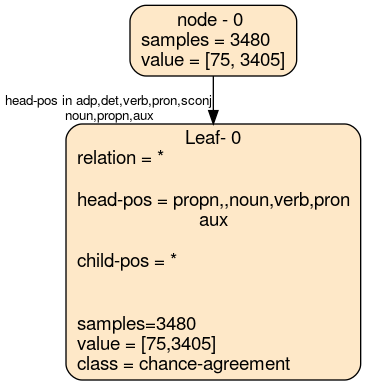 node - 0
samples = 3480
value = [75, 3405]
head-pos in adp,det,verb,pron,sconj
noun,propn,aux
Leaf- 0
relation = *
head-pos = propn,,noun,verb,pron
aux
child-pos = *
samples=3480
value = [75,3405]
class = chance-agreement